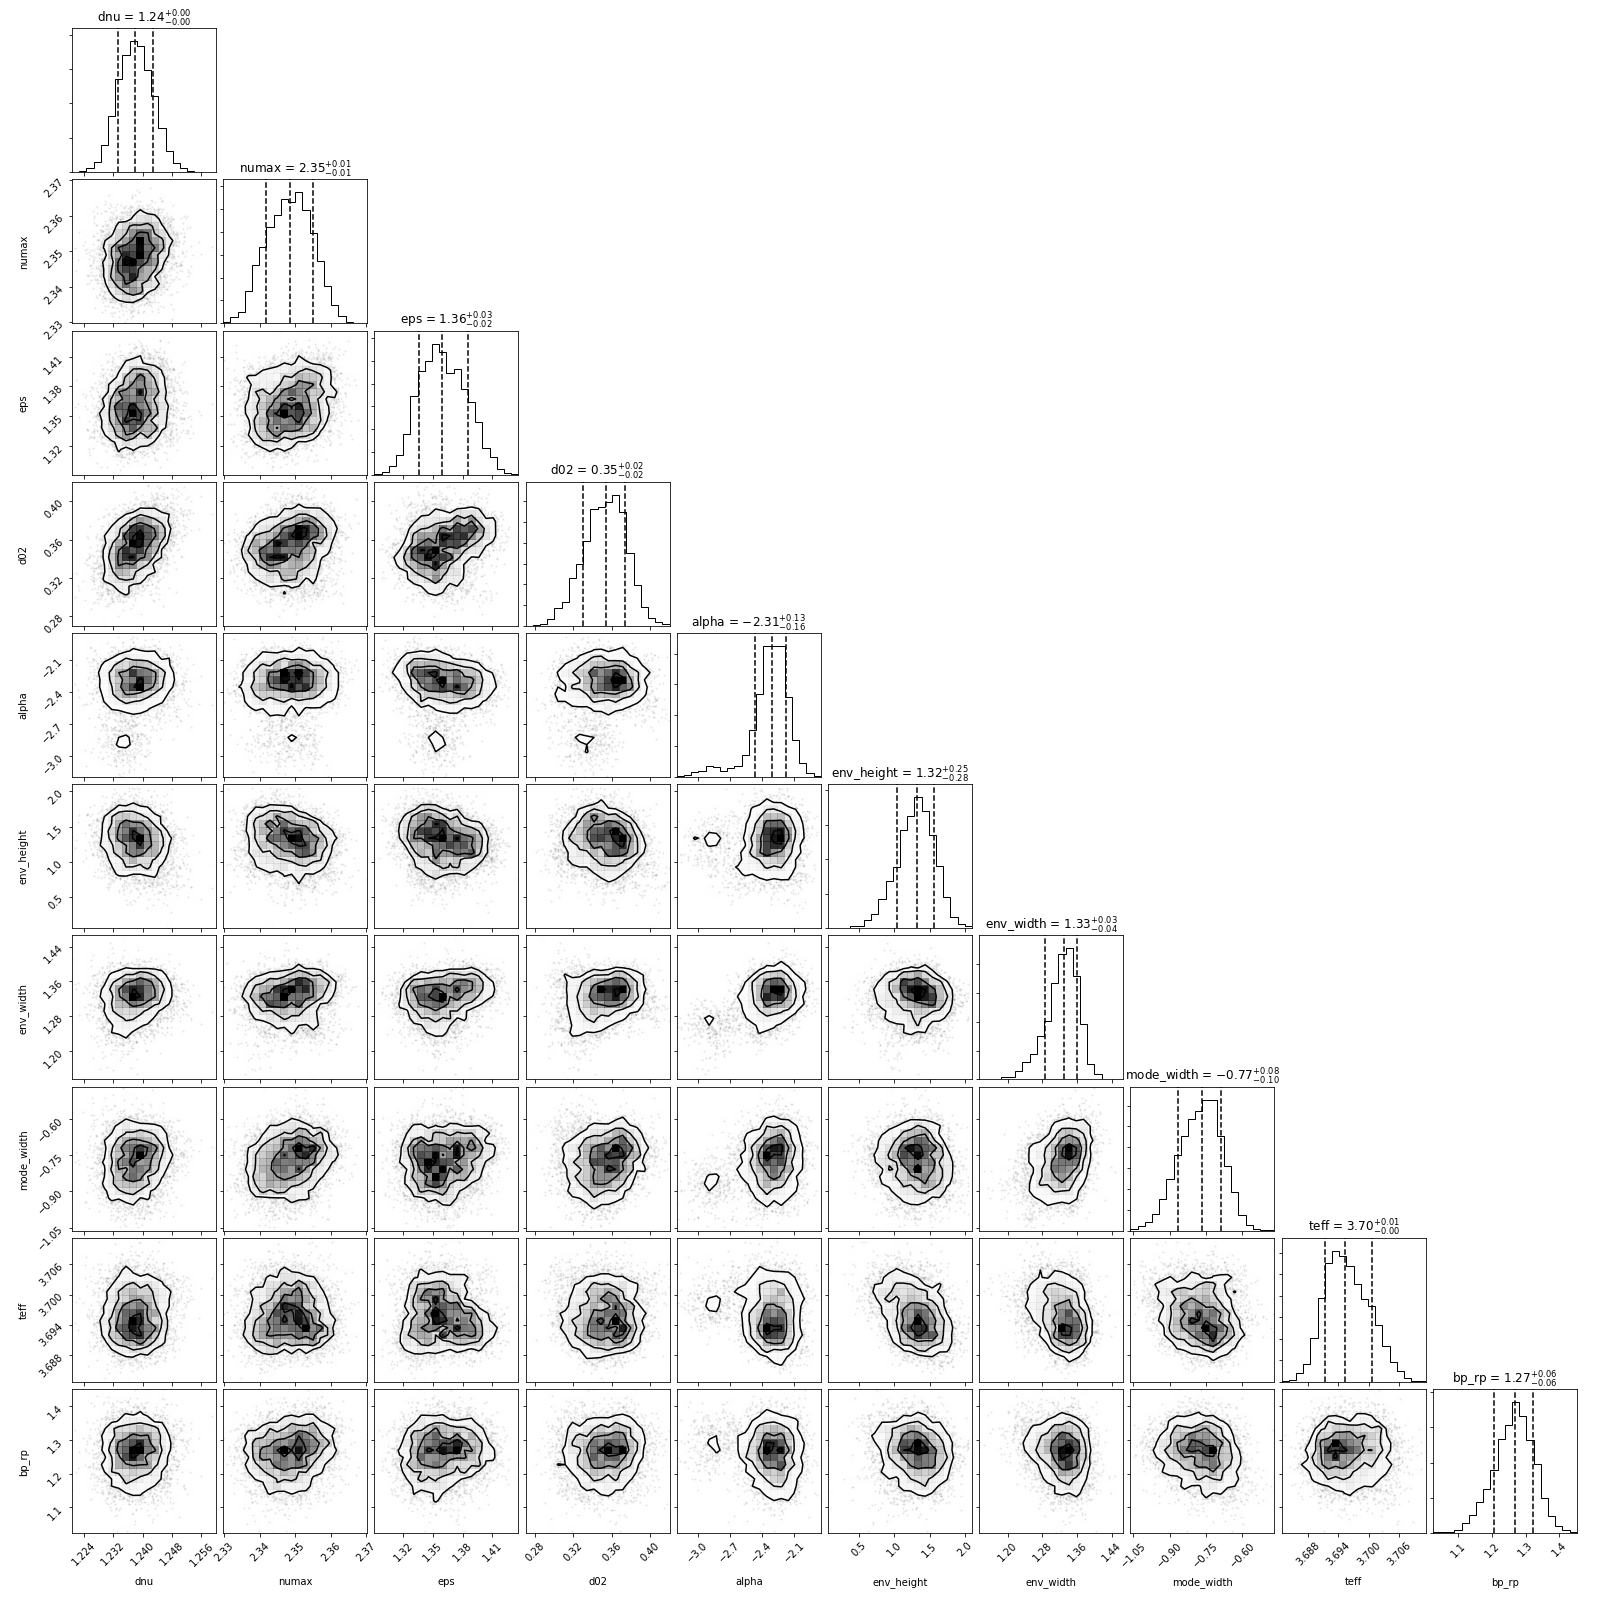 dnu = 1.24+0.00−0.00
numax = 2.35+0.01−0.01
2.37
2.36
2.35
2.34
2.33
numax
eps = 1.36+0.03−0.02
1.41
1.38
1.35
1.32
eps
d02 = 0.35+0.02−0.02
0.40
0.36
0.32
0.28
d02
alpha = −2.31+0.13−0.16
−2.1
−2.4
−2.7
−3.0
alpha
env_height = 1.32+0.25−0.28
2.0
1.5
1.0
0.5
env_height
env_width = 1.33+0.03−0.04
1.44
1.36
1.28
1.20
env_width
mode_width = −0.77+0.08−0.10
−0.60
−0.75
−0.90
−1.05
mode_width
teff = 3.70+0.01−0.00
3.706
3.700
3.694
3.688
teff
bp_rp = 1.27+0.06−0.06
1.4
1.3
1.2
1.1
bp_rp
1.224 1.232 1.240 1.248 1.256 2.33 2.34 2.35 2.36 2.37 1.32 1.35 1.38 1.41 0.28 0.32 0.36 0.40 −3.0 −2.7 −2.4 −2.1 0.5 1.0 1.5 2.0 1.20 1.28 1.36 1.44 −1.05 −0.90 −0.75 −0.60 3.688 3.694 3.700 3.706 1.1 1.2 1.3 1.4
dnu numax eps d02 alpha env_height env_width mode_width teff bp_rp